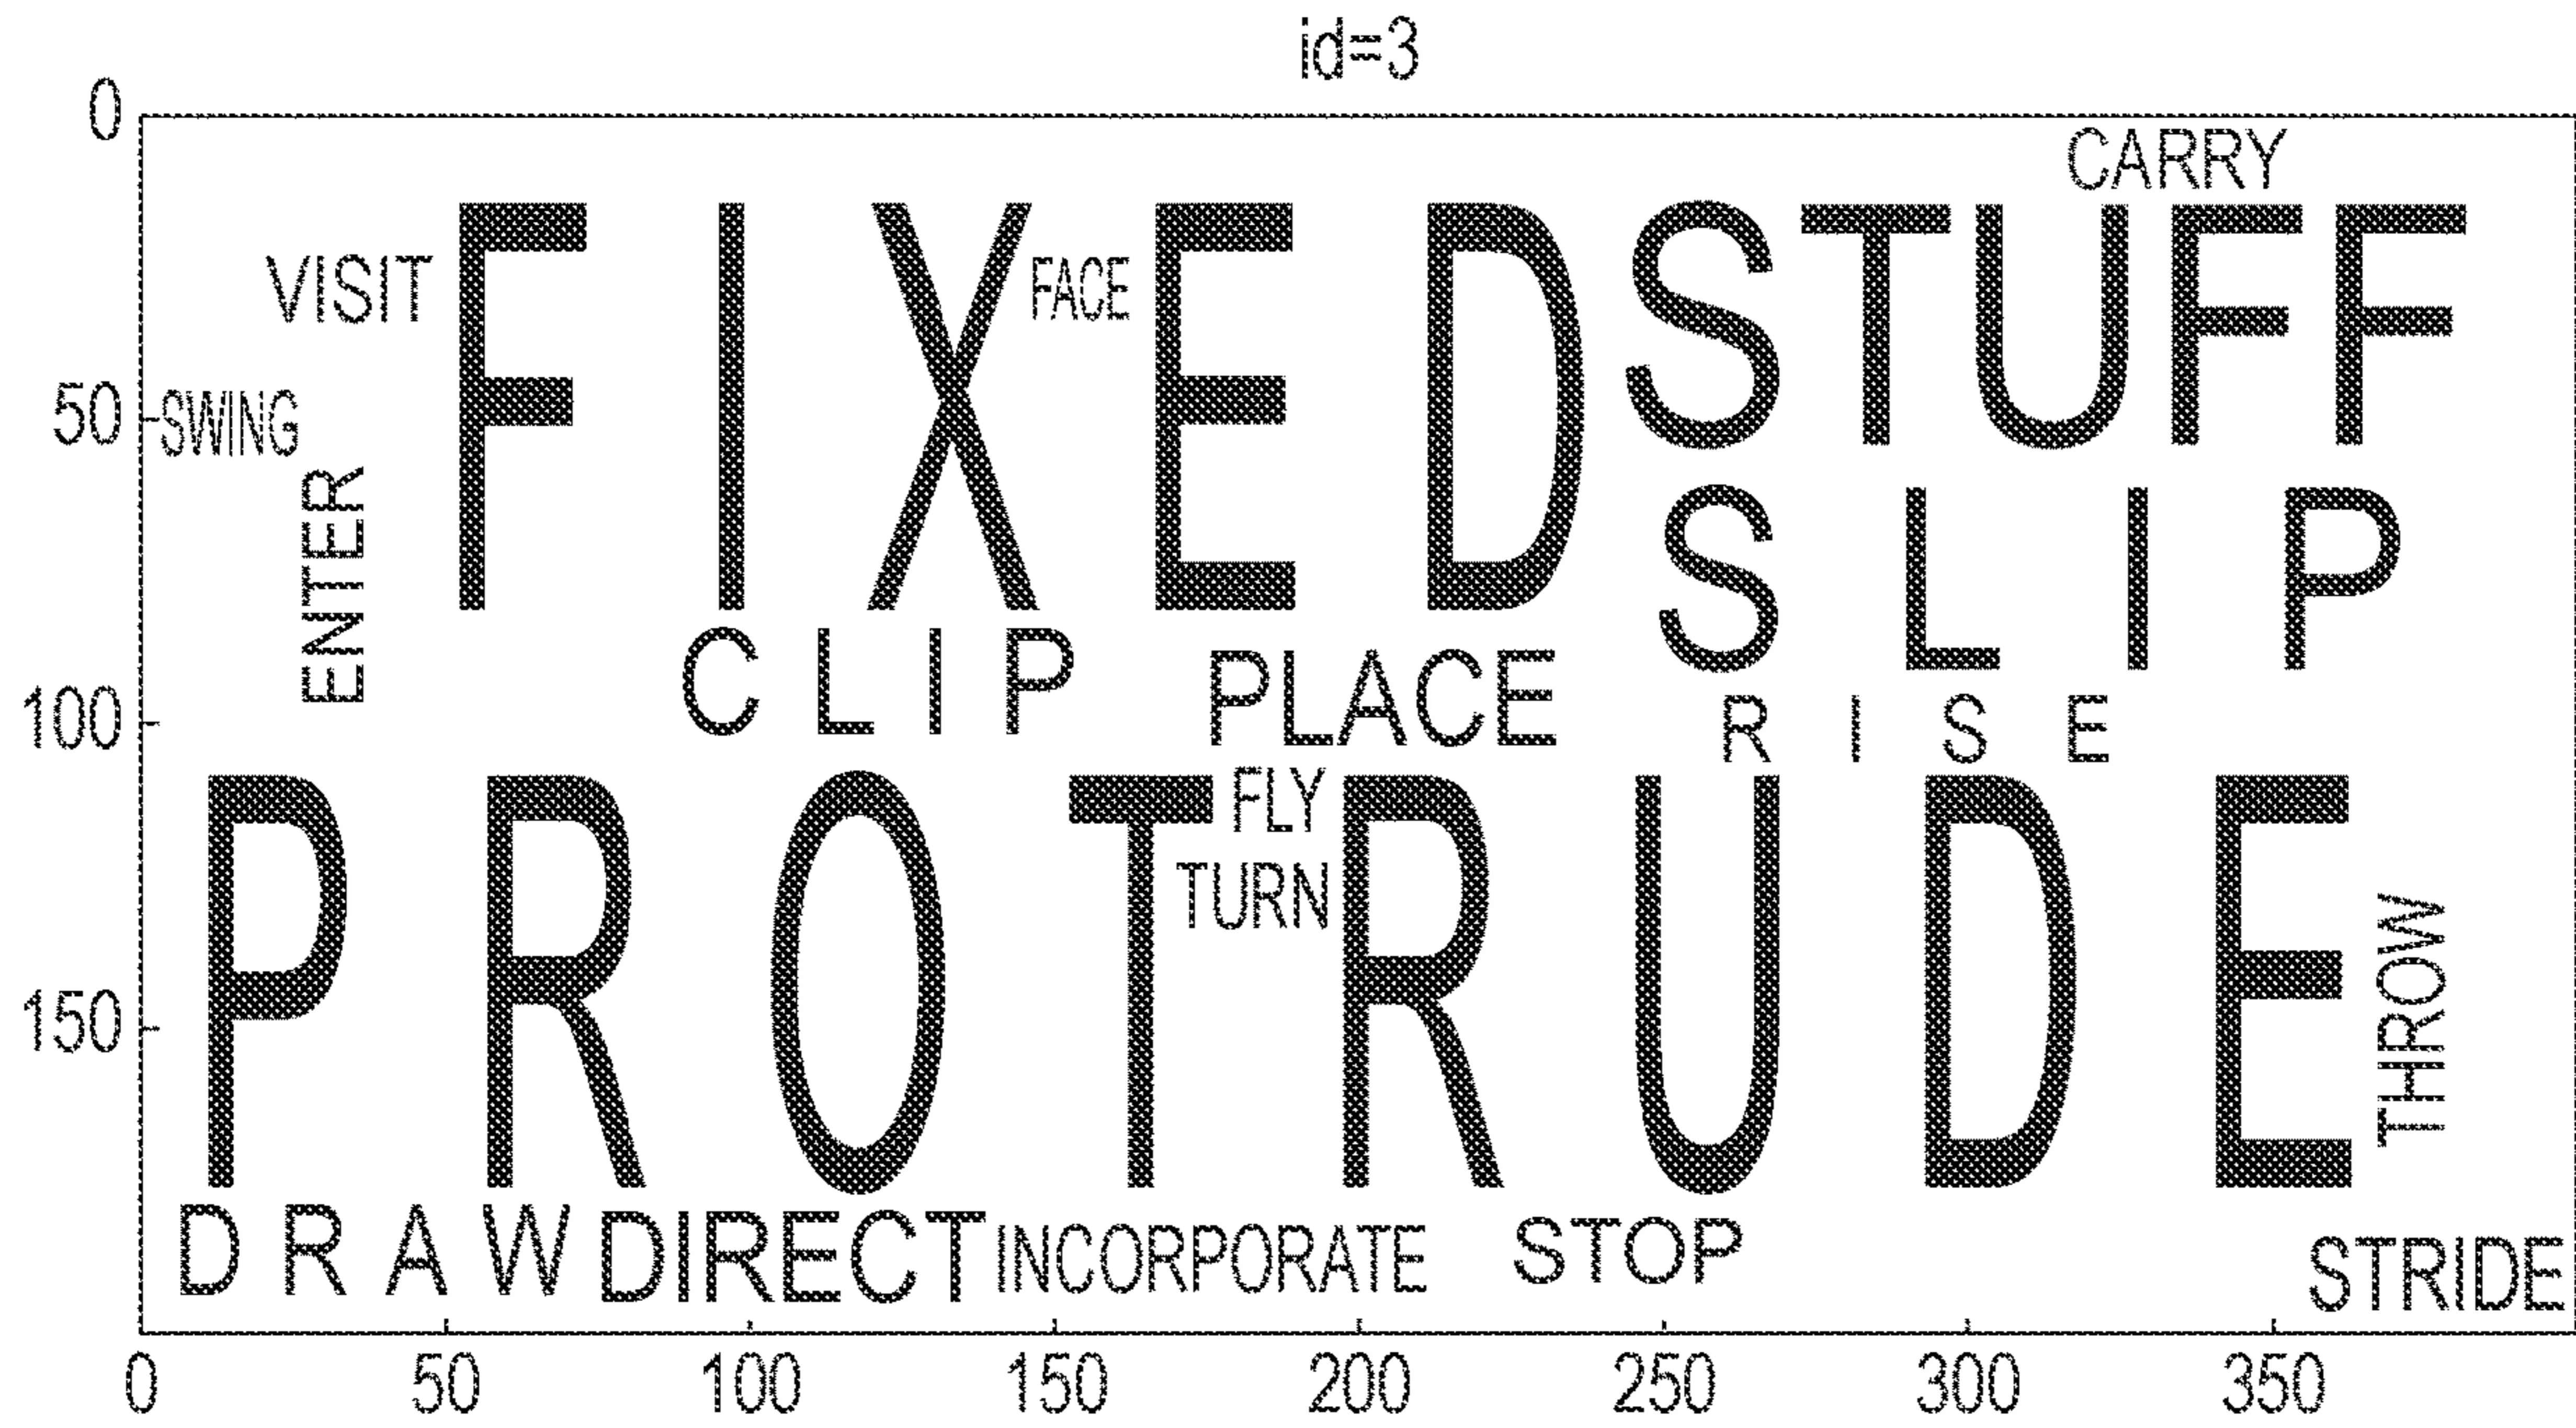 id=3
0
CARRY
VISIT
FIXED
FACE
STUFF
50
SWING
ENTER
SLIP
CLIP
PLACE
RISE
100
PROTRUDE
FLY
TURN
THROW
150
DRAW
DIRECT
INCORPORATE
STOP
STRIDE
0 50 100 150 200 250 300 350